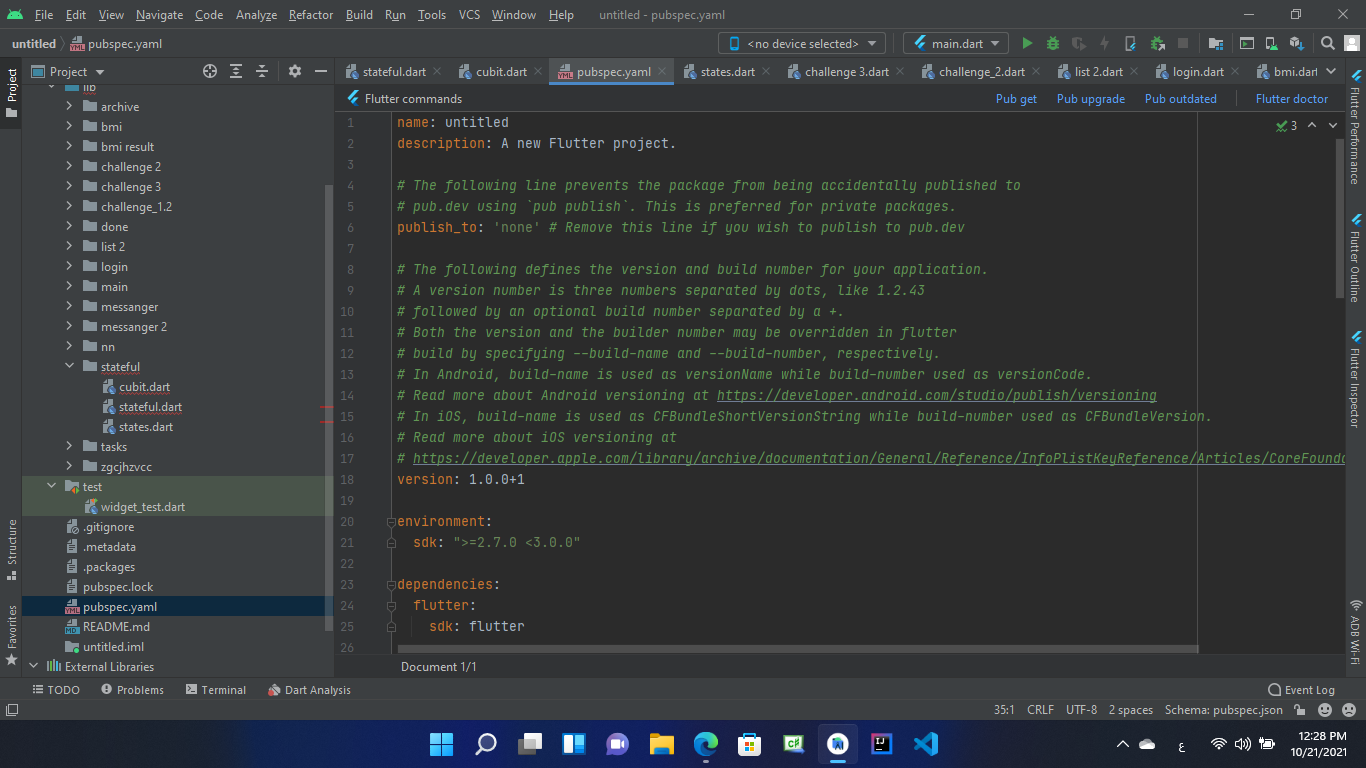 File Edit View Navigate Code Analyze Refactor Build Run Tools VCS Window Help untitled - pubspec.yaml
untitled pubspec.yaml <no device selected> main.dart
Project
Project
stateful.dart cubit.dart pubspec.yaml states.dart challenge 3.dart challenge_2.dart list 2.dart login.dart bmi.dart
Flutter commands Pub get Pub upgrade Pub outdated Flutter doctor
lib
archive
bmi
bmi result
challenge 2
challenge 3
challenge_1.2
done
list 2
login
main
messanger
messanger 2
nn
stateful
cubit.dart
stateful.dart
states.dart
tasks
zgcjhzvcc
test
widget_test.dart
.gitignore
.metadata
.packages
pubspec.lock
pubspec.yaml
README.md
untitled.iml
External Libraries
Structure
Favorites
1 name: untitled
2 description: A new Flutter project.
3
4 # The following line prevents the package from being accidentally published to
5 # pub.dev using `pub publish`. This is preferred for private packages.
6 publish_to: 'none' # Remove this line if you wish to publish to pub.dev
7
8 # The following defines the version and build number for your application.
9 # A version number is three numbers separated by dots, like 1.2.43
10 # followed by an optional build number separated by a +.
11 # Both the version and the builder number may be overridden in flutter
12 # build by specifying --build-name and --build-number, respectively.
13 # In Android, build-name is used as versionName while build-number used as versionCode.
14 # Read more about Android versioning at https://developer.android.com/studio/publish/versioning
15 # In iOS, build-name is used as CFBundleShortVersionString while build-number used as CFBundleVersion.
16 # Read more about iOS versioning at
17 # https://developer.apple.com/library/archive/documentation/General/Reference/InfoPlistKeyReference/Articles/CoreFounda
18 version: 1.0.0+1
19
20 environment:
21 sdk: ">=2.7.0 <3.0.0"
22
23 dependencies:
24 flutter:
25 sdk: flutter
26
3
Flutter Performance
Flutter Outline
Flutter Inspector
ADB Wi-Fi
Document 1/1
TODO Problems Terminal Dart Analysis Event Log
35:1 CRLF UTF-8 2 spaces Schema: pubspec.json
ع 12:28 PM
10/21/2021